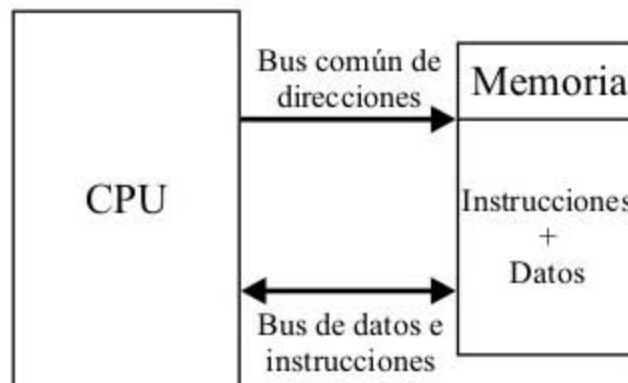 CPU
Bus común de
direcciones
Memoria
Instrucciones
+
Datos
Bus de datos e
instrucciones